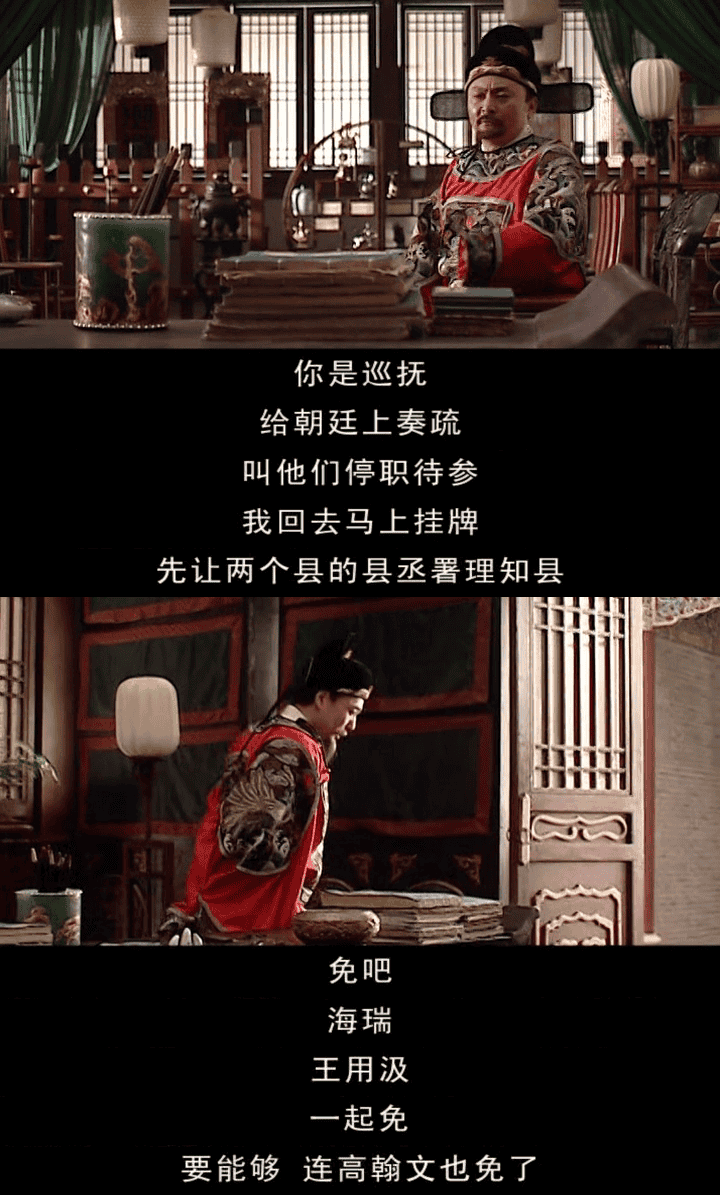 你是巡抚
给朝廷上奏疏
叫他们停职待参
我回去马上挂牌
先让两个县的县丞署理知县
免吧
海瑞
王用汲
一起免
要能够 连高翰文也免了